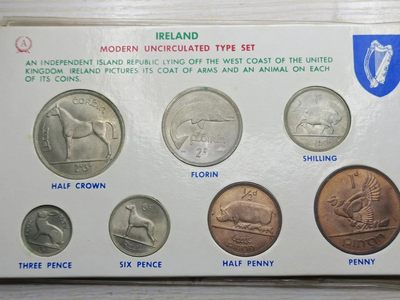 A
IRELAND
MODERN UNCIRCULATED TYPE SET
AN INDEPENDENT ISLAND REPUBLIC LYING OFF THE WEST COAST OF THE UNITED
KINGDOM IRELAND PICTURES ITS COAT OF ARMS AND AN ANIMAL ON EACH
OF ITS COINS.
HALF CROWN
FLORIN
SHILLING
THREE PENCE
SIX PENCE
HALF PENNY
PENNY